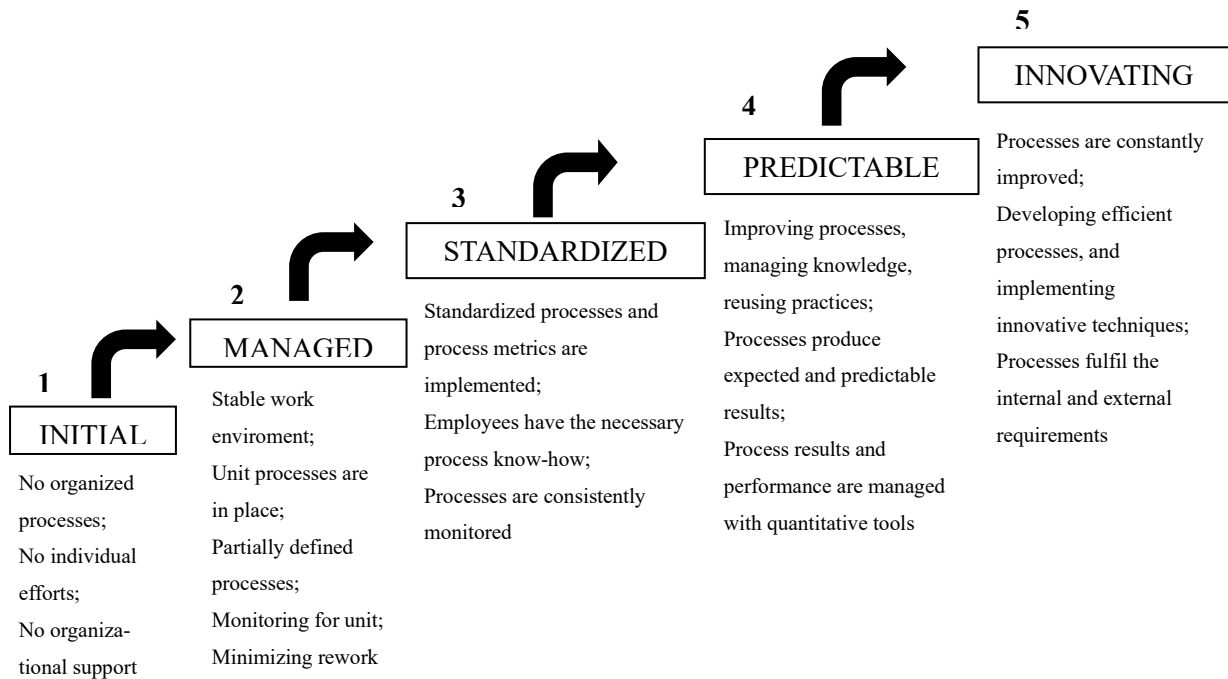 1
INITIAL
No organized
processes;
No individual
efforts;
No organiza-
tional support
2
MANAGED
Stable work
enviroment;
Unit processes are
in place;
Partially defined
processes;
Monitoring for unit;
Minimizing rework
3
STANDARDIZED
Standardized processes and
process metrics are
implemented;
Employees have the necessary
process know-how;
Processes are consistently
monitored
4
PREDICTABLE
Improving processes,
managing knowledge,
reusing practices;
Processes produce
expected and predictable
results;
Process results and
performance are managed
with quantitative tools
5
INNOVATING
Processes are constantly
improved;
Developing efficient
processes, and
implementing
innovative techniques;
Processes fulfil the
internal and external
requirements